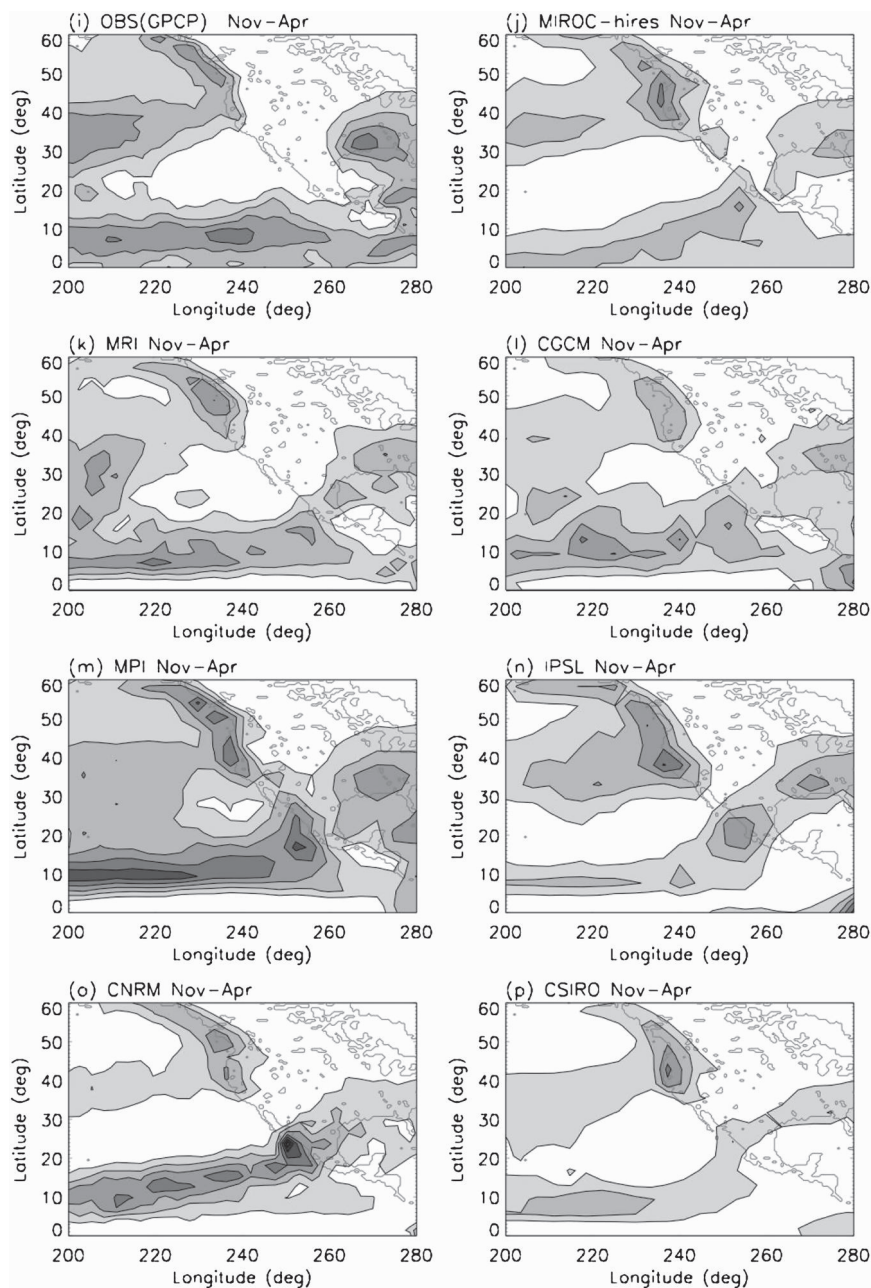 (i) OBS(GPCP) Nov-Apr
60
50
40
30
20
10
0
Latitude (deg)
200 220 240 260 280
Longitude (deg)
(j) MIROC-hires Nov-Apr
60
50
40
30
20
10
0
Latitude (deg)
200 220 240 260 280
Longitude (deg)
(k) MRI Nov-Apr
60
50
40
30
20
10
0
Latitude (deg)
200 220 240 260 280
Longitude (deg)
(l) CGCM Nov-Apr
60
50
40
30
20
10
0
Latitude (deg)
200 220 240 260 280
Longitude (deg)
(m) MPI Nov-Apr
60
50
40
30
20
10
0
Latitude (deg)
200 220 240 260 280
Longitude (deg)
(n) IPSL Nov-Apr
60
50
40
30
20
10
0
Latitude (deg)
200 220 240 260 280
Longitude (deg)
(o) CNRM Nov-Apr
60
50
40
30
20
10
0
Latitude (deg)
200 220 240 260 280
Longitude (deg)
(p) CSIRO Nov-Apr
60
50
40
30
20
10
0
Latitude (deg)
200 220 240 260 280
Longitude (deg)